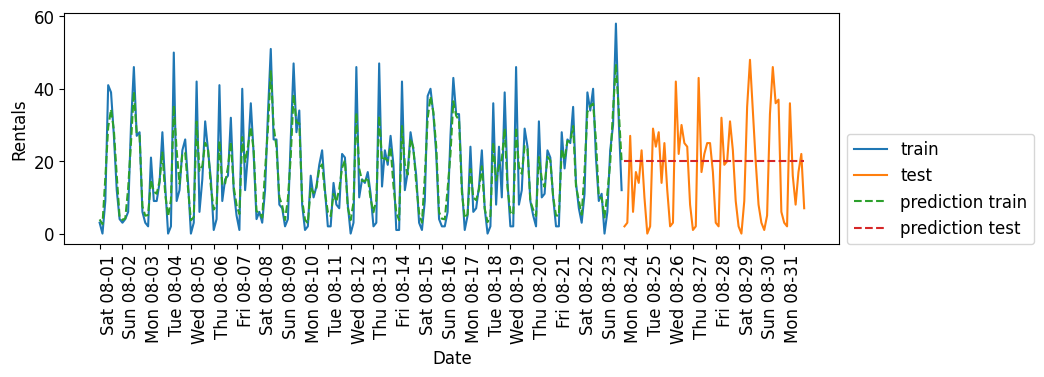 60
40
20
0
Rentals
Sat 08-01
Sun 08-02
Mon 08-03
Tue 08-04
Wed 08-05
Thu 08-06
Fri 08-07
Sat 08-08
Sun 08-09
Mon 08-10
Tue 08-11
Wed 08-12
Thu 08-13
Fri 08-14
Sat 08-15
Sun 08-16
Mon 08-17
Tue 08-18
Wed 08-19
Thu 08-20
Fri 08-21
Sat 08-22
Sun 08-23
Mon 08-24
Tue 08-25
Wed 08-26
Thu 08-27
Fri 08-28
Sat 08-29
Sun 08-30
Mon 08-31
Date
train
test
prediction train
prediction test